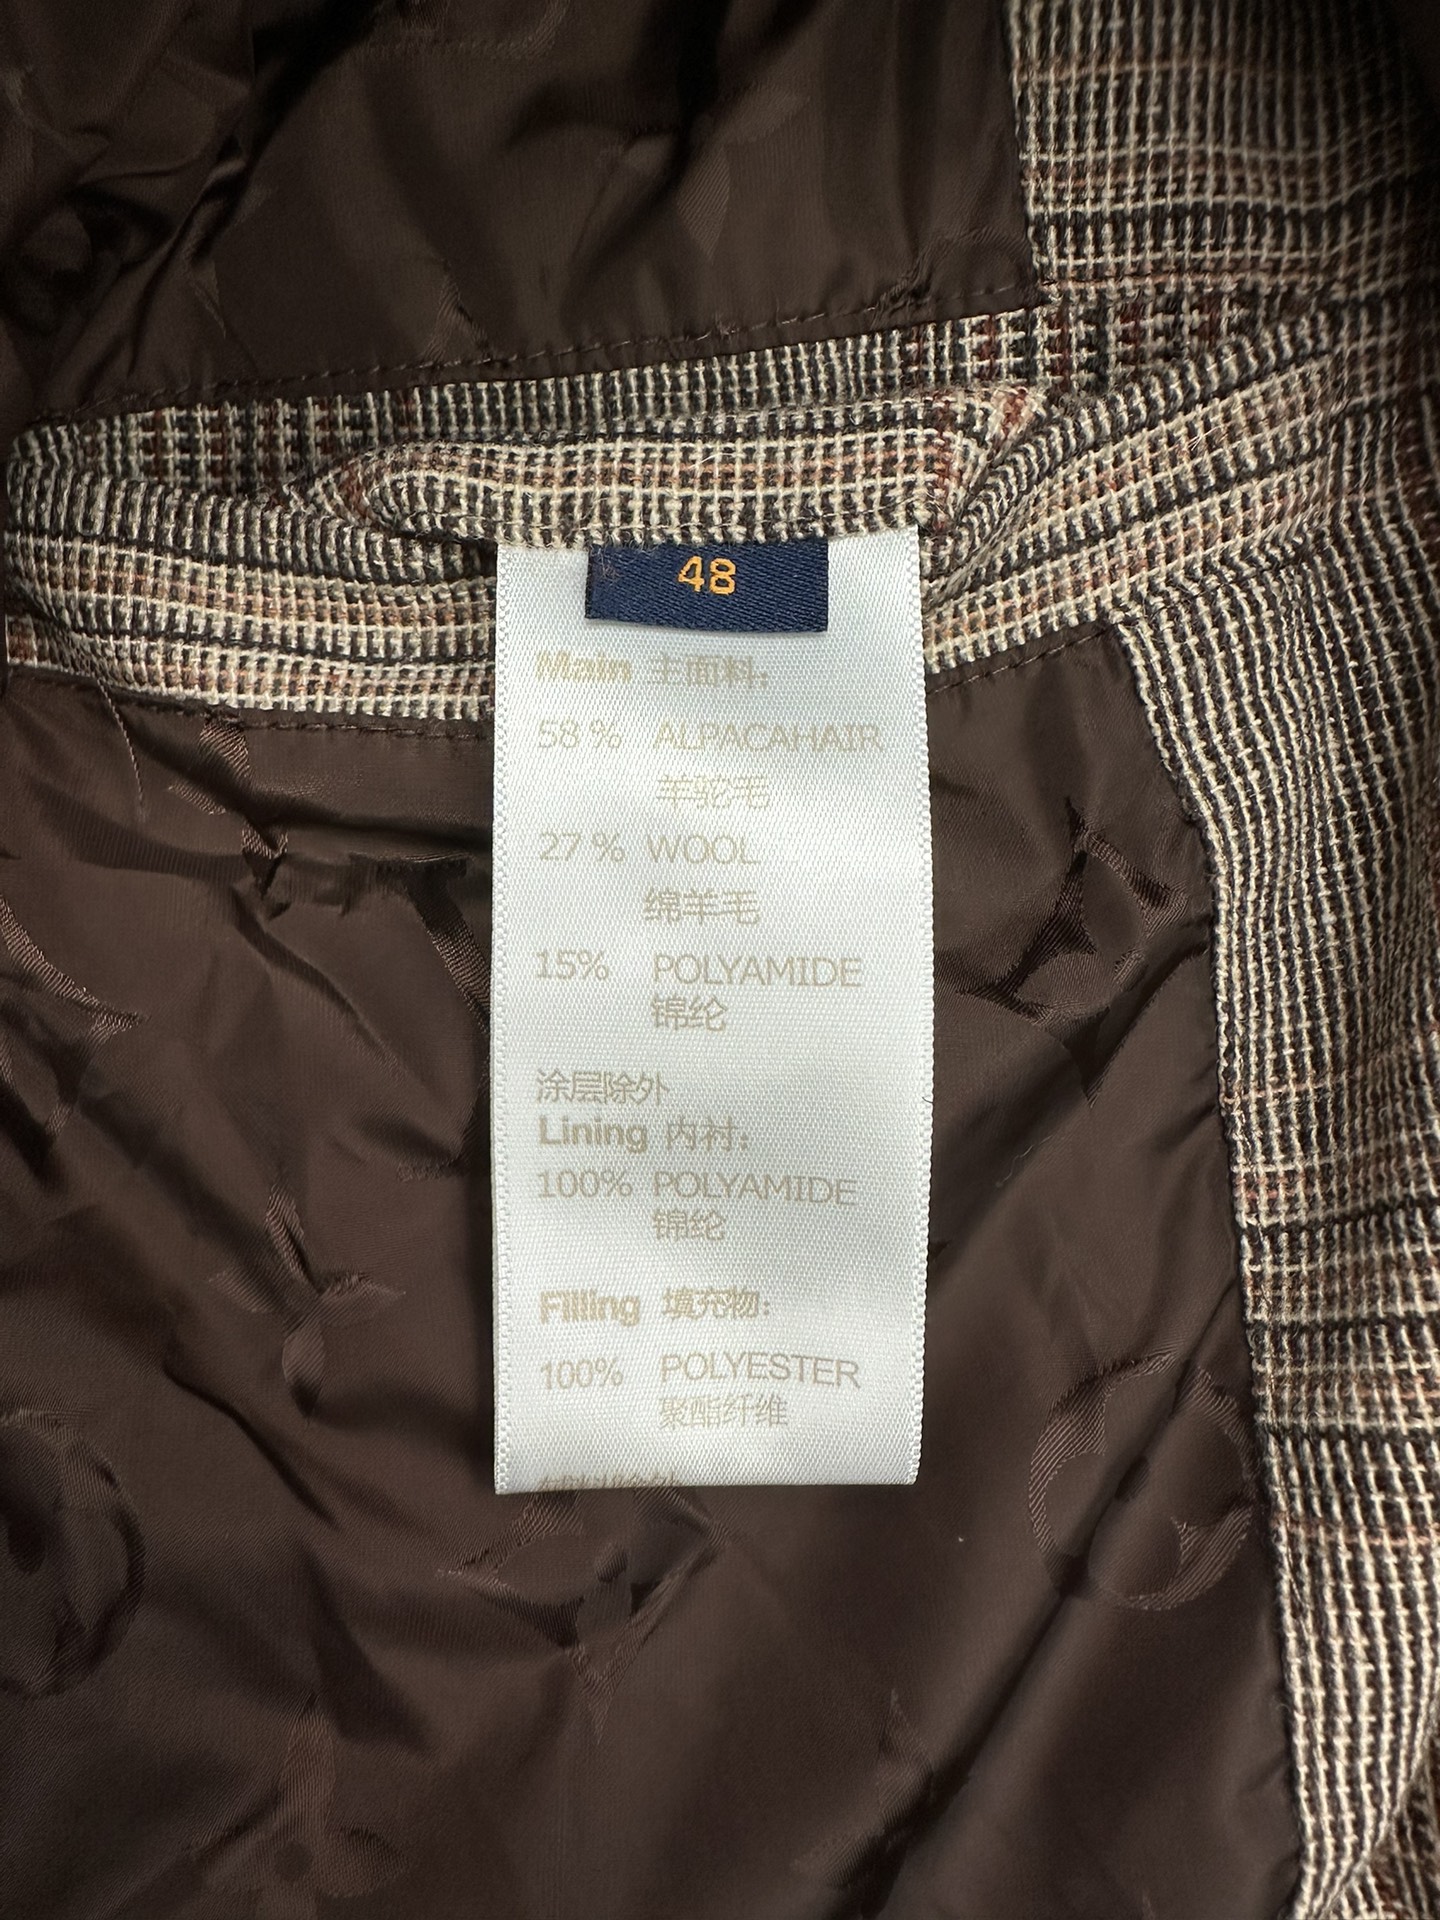 48
Main 主面料:
58% ALPACAHAIR
羊驼毛
27% WOOL
绵羊毛
15% POLYAMIDE
锦纶
涂层除外
Lining 内衬:
100% POLYAMIDE
锦纶
Filling 填充物:
100% POLYESTER
聚酯纤维